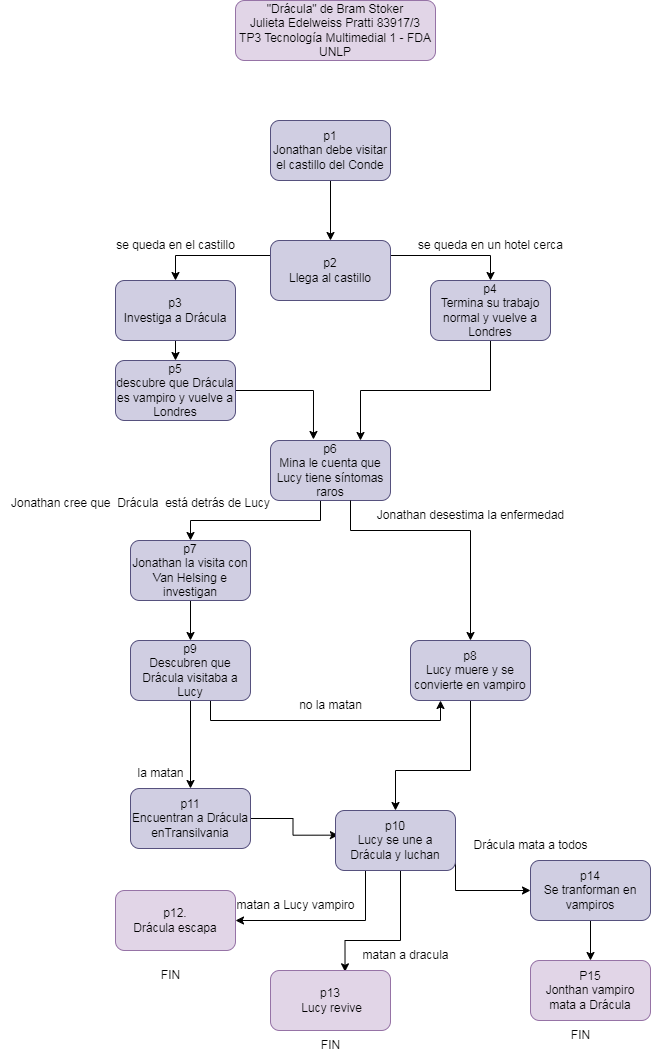 "Drácula" de Bram Stoker
Julieta Edelweiss Pratti 83917/3
TP3 Tecnología Multimedial 1 - FDA
UNLP
p1
Jonathan debe visitar
el castillo del Conde
se queda en el castillo
se queda en un hotel cerca
p2
Llega al castillo
p3
Investiga a Drácula
p4
Termina su trabajo
normal y vuelve a
Londres
p5
descubre que Drácula
es vampiro y vuelve a
Londres
p6
Mina le cuenta que
Lucy tiene síntomas
raros
Jonathan cree que Drácula está detrás de Lucy
Jonathan desestima la enfermedad
p7
Jonathan la visita con
Van Helsing e
investigan
p9
Descubren que
Drácula visitaba a
Lucy
p8
Lucy muere y se
convierte en vampiro
no la matan
la matan
p11
Encuentran a Drácula
enTransilvania
p10
Lucy se une a
Drácula y luchan
Drácula mata a todos
p14
Se tranforman en
vampiros
p12.
Drácula escapa
matan a Lucy vampiro
matan a dracula
FIN
p13
Lucy revive
P15
Jonthan vampiro
mata a Drácula
FIN
FIN